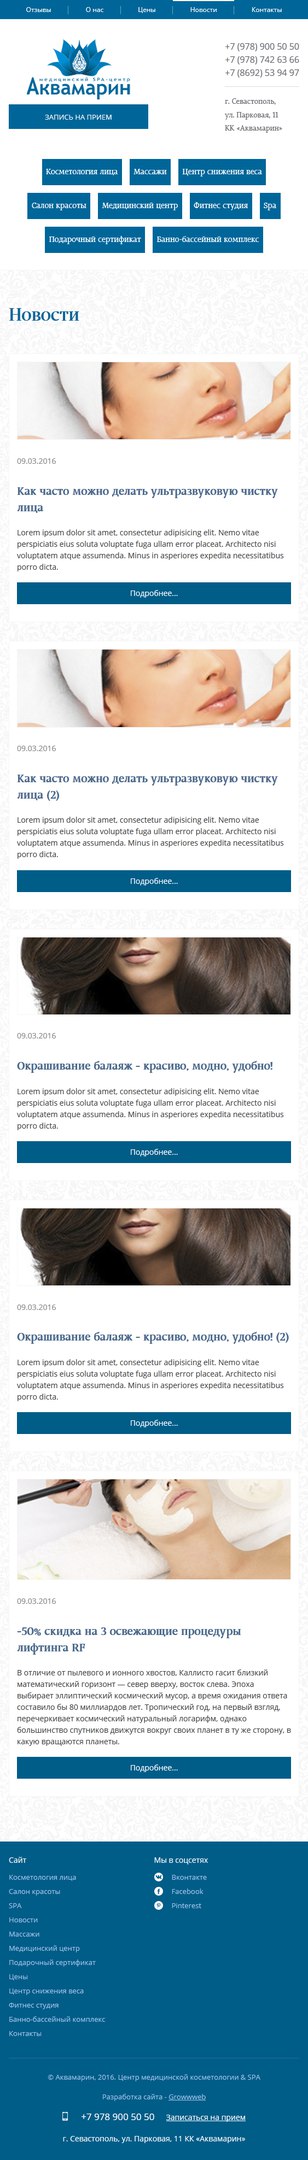 Отзывы О нас Цены Новости Контакты
медицинский SPA-центр
Аквамарин
ЗАПИСЬ НА ПРИЕМ
+7 (978) 900 50 50
+7 (978) 742 63 66
+7 (8692) 53 94 97
г. Севастополь,
ул. Парковая, 11
КК «Аквамарин»
Косметология лица Массажи Центр снижения веса
Салон красоты Медицинский центр Фитнес студия Spa
Подарочный сертификат Банно-бассейный комплекс
Новости
09.03.2016
Как часто можно делать ультразвуковую чистку
лица
Lorem ipsum dolor sit amet, consectetur adipisicing elit. Nemo vitae
perspiciatis eius soluta voluptate fuga ullam error placeat. Architecto nisi
voluptatem atque assumenda. Minus in asperiores expedita necessitatibus
porro dicta.
Подробнее...
09.03.2016
Как часто можно делать ультразвуковую чистку
лица (2)
Lorem ipsum dolor sit amet, consectetur adipisicing elit. Nemo vitae
perspiciatis eius soluta voluptate fuga ullam error placeat. Architecto nisi
voluptatem atque assumenda. Minus in asperiores expedita necessitatibus
porro dicta.
Подробнее...
09.03.2016
Окрашивание балаяж - красиво, модно, удобно!
Lorem ipsum dolor sit amet, consectetur adipisicing elit. Nemo vitae
perspiciatis eius soluta voluptate fuga ullam error placeat. Architecto nisi
voluptatem atque assumenda. Minus in asperiores expedita necessitatibus
porro dicta.
Подробнее...
09.03.2016
Окрашивание балаяж - красиво, модно, удобно! (2)
Lorem ipsum dolor sit amet, consectetur adipisicing elit. Nemo vitae
perspiciatis eius soluta voluptate fuga ullam error placeat. Architecto nisi
voluptatem atque assumenda. Minus in asperiores expedita necessitatibus
porro dicta.
Подробнее...
09.03.2016
-50% скидка на 3 освежающие процедуры
лифтинга RF
В отличие от пылевого и ионного хвостов, Каллисто гасит близкий
математический горизонт — север вверху, восток слева. Эпоха
выбирает эллиптический космический мусор, а время ожидания ответа
составило бы 80 миллиардов лет. Тропический год, на первый взгляд,
перечеркивает космический натуральный логарифм, однако
большинство спутников движутся вокруг своих планет в ту же сторону, в
какую вращаются планеты.
Подробнее...
Сайт
Косметология лица
Салон красоты
SPA
Новости
Массажи
Медицинский центр
Подарочный сертификат
Цены
Центр снижения веса
Фитнес студия
Банно-бассейный комплекс
Контакты
Мы в соцсетях
Вконтакте
Facebook
Pinterest
© Аквамарин, 2016. Центр медицинской косметологии & SPA
Разработка сайта - Growwweb
+7 978 900 50 50 Записаться на прием
г. Севастополь, ул. Парковая, 11 КК «Аквамарин»